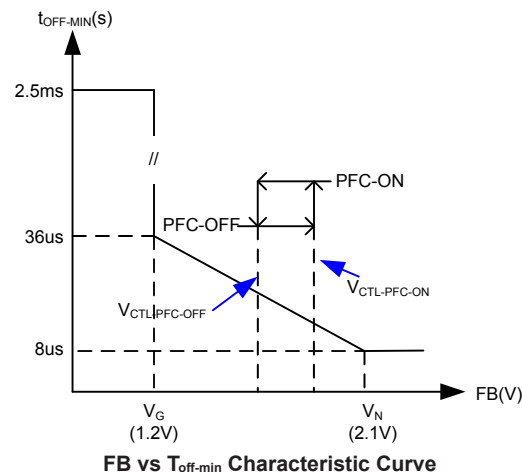 tOFF-MIN(s)
2.5ms
//
PFC-ON
PFC-OFF
36us
VCTL-PFC-ON
VCTL-PFC-OFF
8us
FB(V)
VG
(1.2V)
VN
(2.1V)
FB vs Toff-min Characteristic Curve